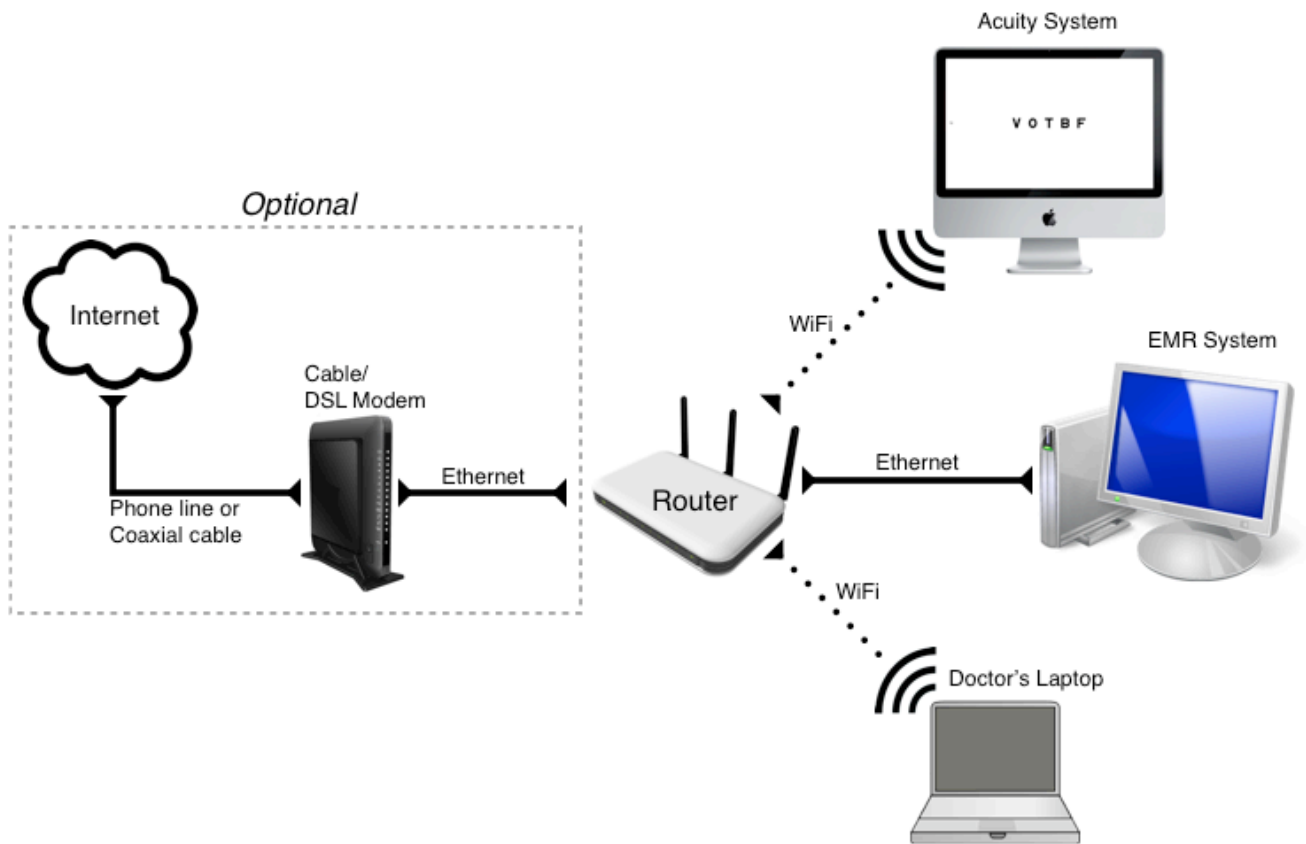 Acuity System
V O T B F
Optional
Internet
WiFi
EMR System
Cable/
DSL Modem
Ethernet
Ethernet
Router
Phone line or
Coaxial cable
WiFi
Doctor's Laptop